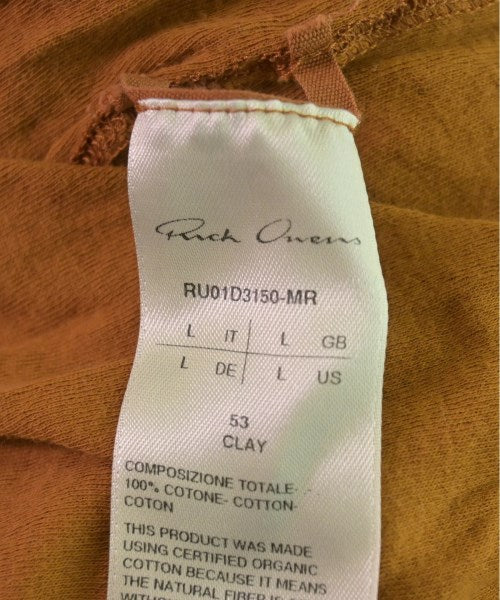 Rick Owens
RU01D3150-MR
L IT L GB
L DE L US
53
CLAY
COMPOSIZIONE TOTALE-
100% COTONE- COTTON-
COTON
THIS PRODUCT WAS MADE
USING CERTIFIED ORGANIC
COTTON BECAUSE IT MEANS
THE NATURAL FIBER IS
WITHOUT